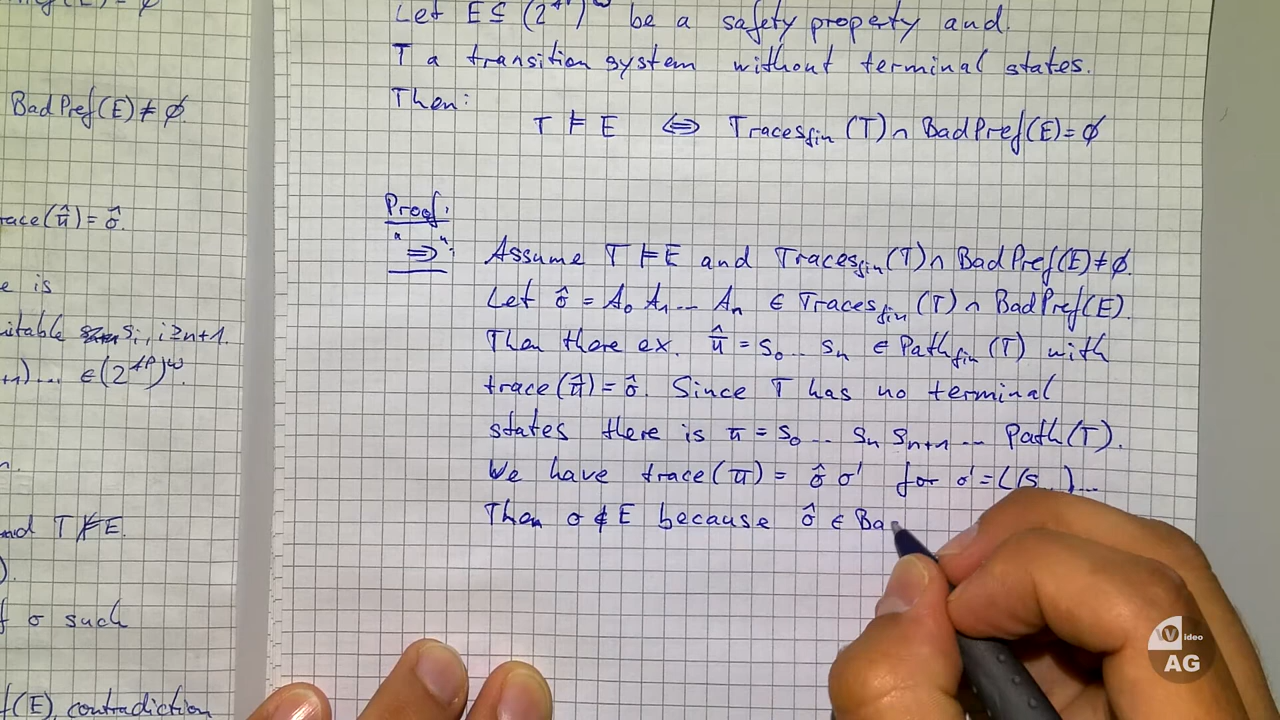 BadPref(E) ≠ ∅
race(π̂) = σ̂.
e is
itable s_i, i≥n+1.
... ∈ (2^AP)^ω.
n.
nd T ⊭ E.
).
f σ such
f(E), contradiction
Let E ⊆ (2^AP)^ω be a safety property and
T a transition system without terminal states.
Then:
T ⊨ E ⇔ Traces_fin (T) ∩ BadPref(E) = ∅
Proof:
"⇒": Assume T ⊨ E and Traces_fin (T) ∩ BadPref(E) ≠ ∅.
Let σ̂ = A₀ A₁ ... Aₙ ∈ Traces_fin (T) ∩ BadPref(E).
Then there ex. π̂ = s₀ ... sₙ ∈ Path_fin (T) with
trace(π̂) = σ̂. Since T has no terminal
states there is π = s₀ ... sₙ sₙ₊₁ ... Path(T).
We have trace(π) = σ̂ σ' for σ' = L(s )...
Then σ ∉ E because σ̂ ∈ Ba
Video
AG